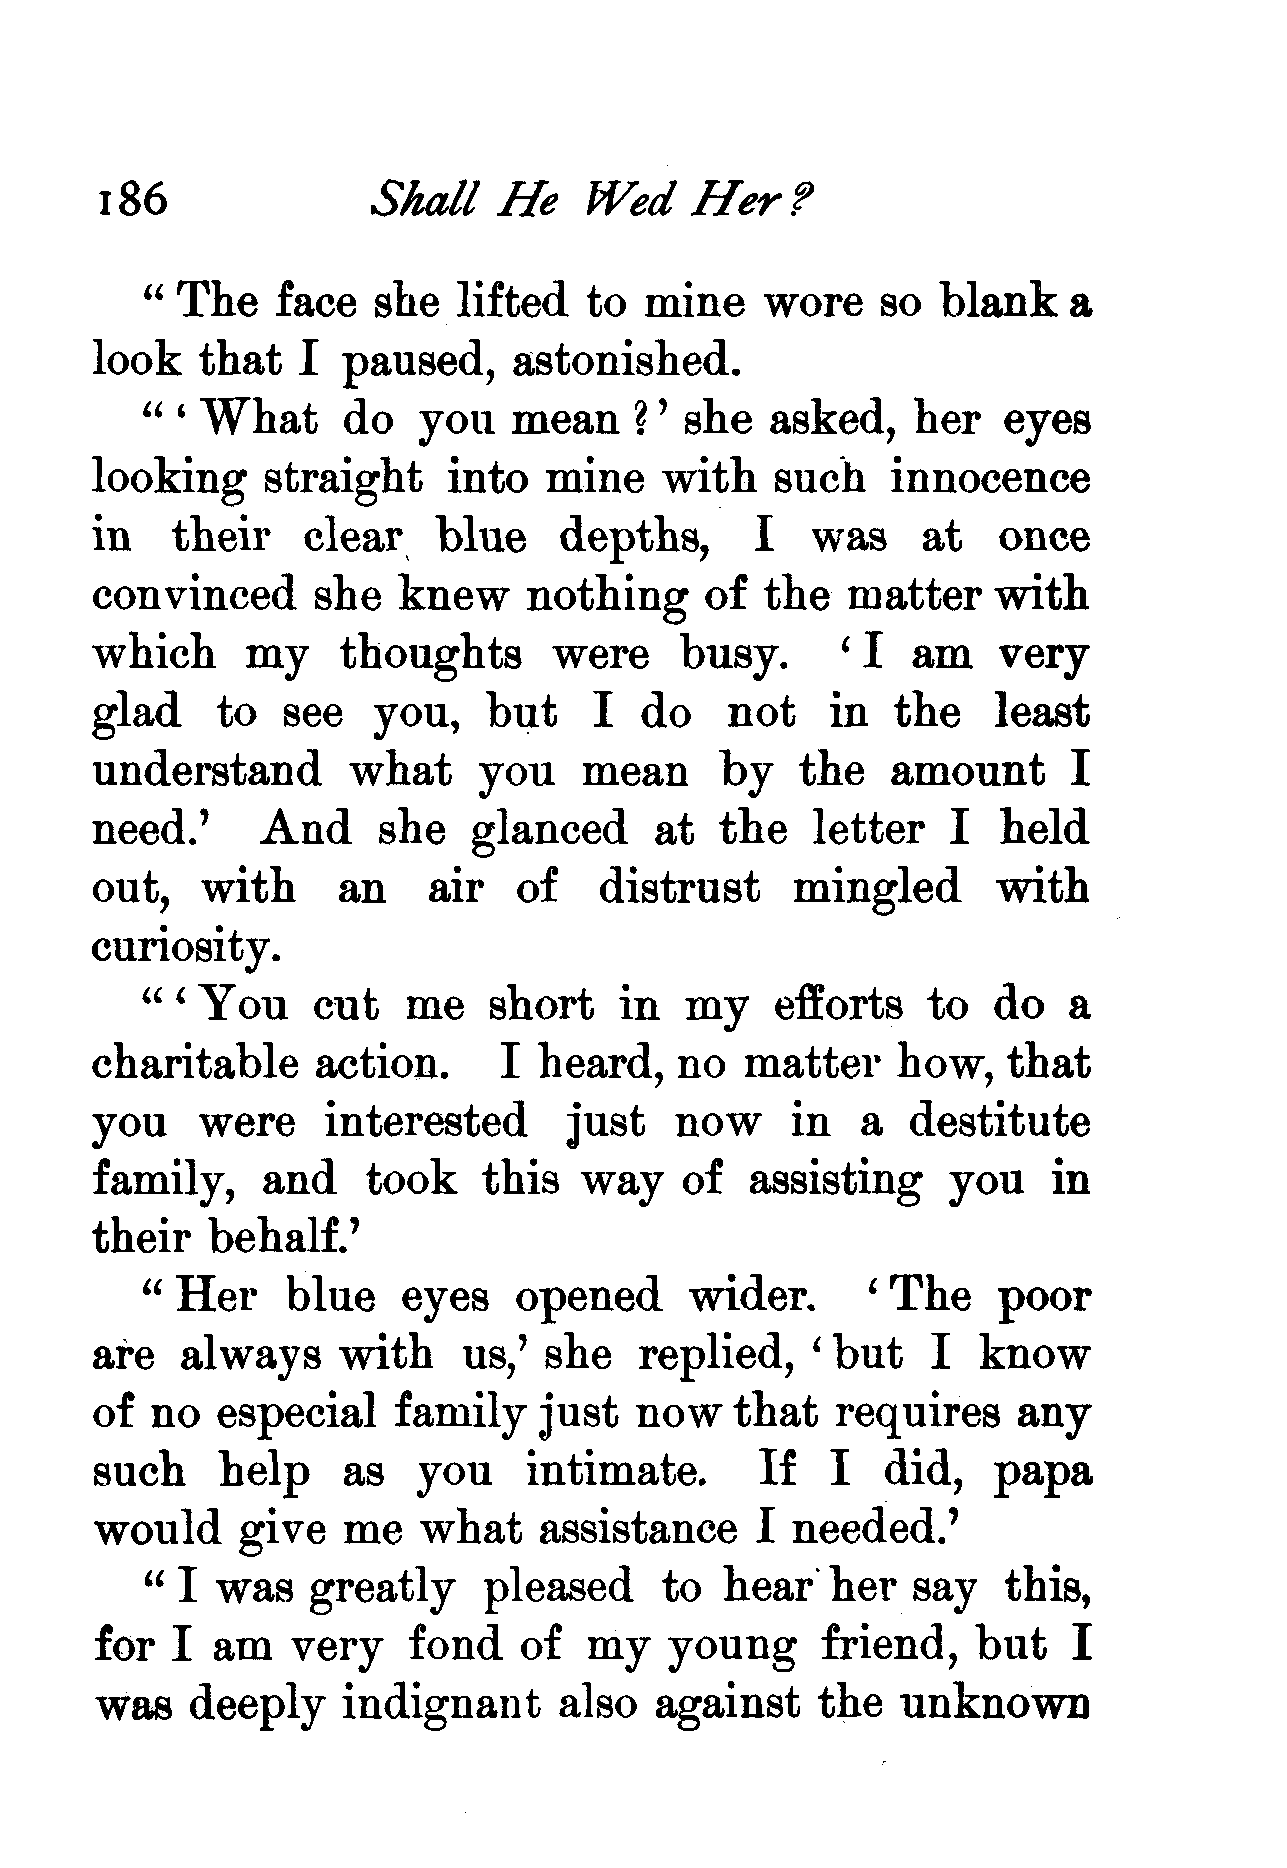 186 Shall He Wed Her?
“The face she lifted to mine wore so blank a
look that I paused, astonished.
“‘What do you mean?’ she asked, her eyes
looking straight into mine with such innocence
in their clear blue depths, I was at once
convinced she knew nothing of the matter with
which my thoughts were busy. ‘I am very
glad to see you, but I do not in the least
understand what you mean by the amount I
need.’ And she glanced at the letter I held
out, with an air of distrust mingled with
curiosity.
“‘You cut me short in my efforts to do a
charitable action. I heard, no matter how, that
you were interested just now in a destitute
family, and took this way of assisting you in
their behalf.’
“Her blue eyes opened wider. ‘The poor
are always with us,’ she replied, ‘but I know
of no especial family just now that requires any
such help as you intimate. If I did, papa
would give me what assistance I needed.’
“I was greatly pleased to hear her say this,
for I am very fond of my young friend, but I
was deeply indignant also against the unknown